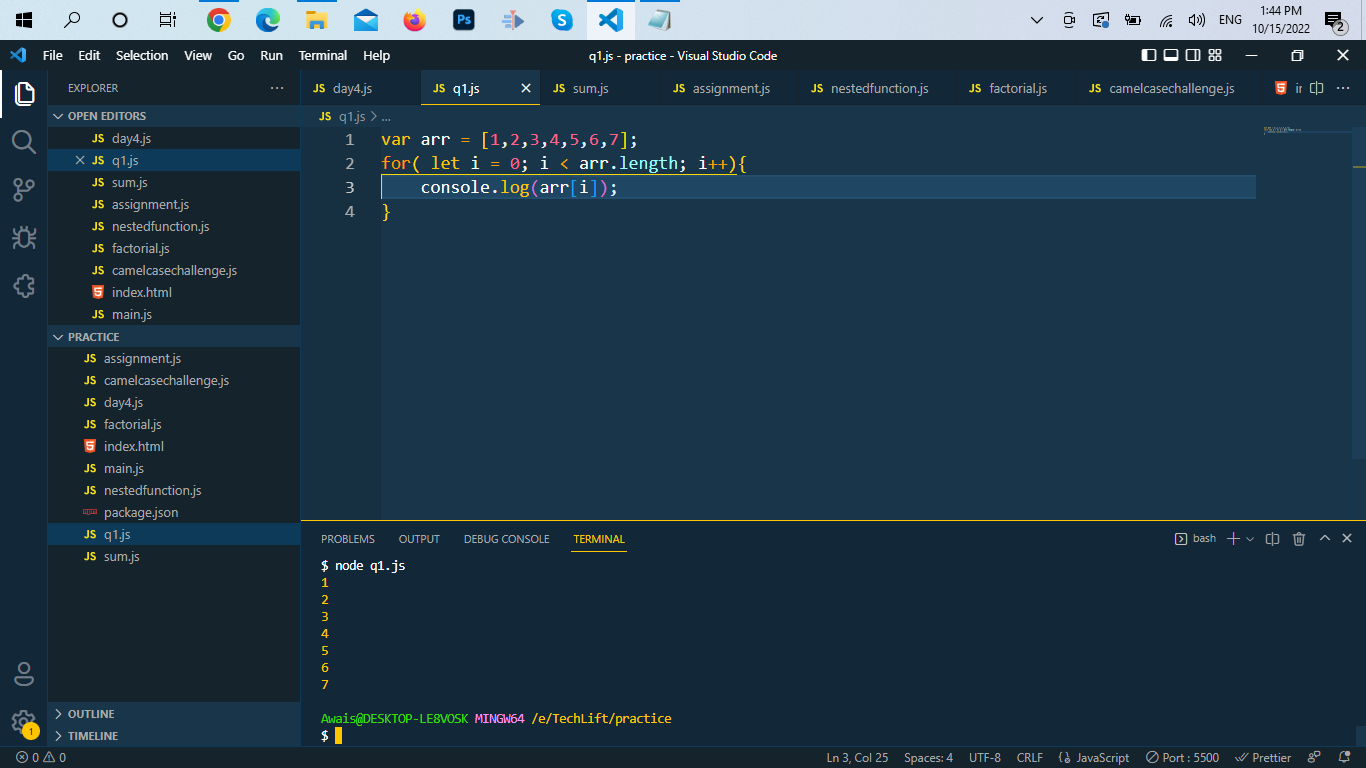 Ps
S
ENG
1:44 PM
10/15/2022
2
File Edit Selection View Go Run Terminal Help
q1.js - practice - Visual Studio Code
EXPLORER
OPEN EDITORS
JS day4.js
JS q1.js
JS sum.js
JS assignment.js
JS nestedfunction.js
JS factorial.js
JS camelcasechallenge.js
5 index.html
JS main.js
PRACTICE
JS assignment.js
JS camelcasechallenge.js
JS day4.js
JS factorial.js
5 index.html
JS main.js
JS nestedfunction.js
package.json
JS q1.js
JS sum.js
OUTLINE
TIMELINE
1
JS day4.js JS q1.js JS sum.js JS assignment.js JS nestedfunction.js JS factorial.js JS camelcasechallenge.js 5 ir
JS q1.js > ...
1 var arr = [1,2,3,4,5,6,7];
2 for( let i = 0; i < arr.length; i++){
3 console.log(arr[i]);
4 }
PROBLEMS OUTPUT DEBUG CONSOLE TERMINAL
bash
$ node q1.js
1
2
3
4
5
6
7
Awais@DESKTOP-LE8VOSK MINGW64 /e/TechLift/practice
$
0 0
Ln 3, Col 25 Spaces: 4 UTF-8 CRLF {} JavaScript Port : 5500 Prettier